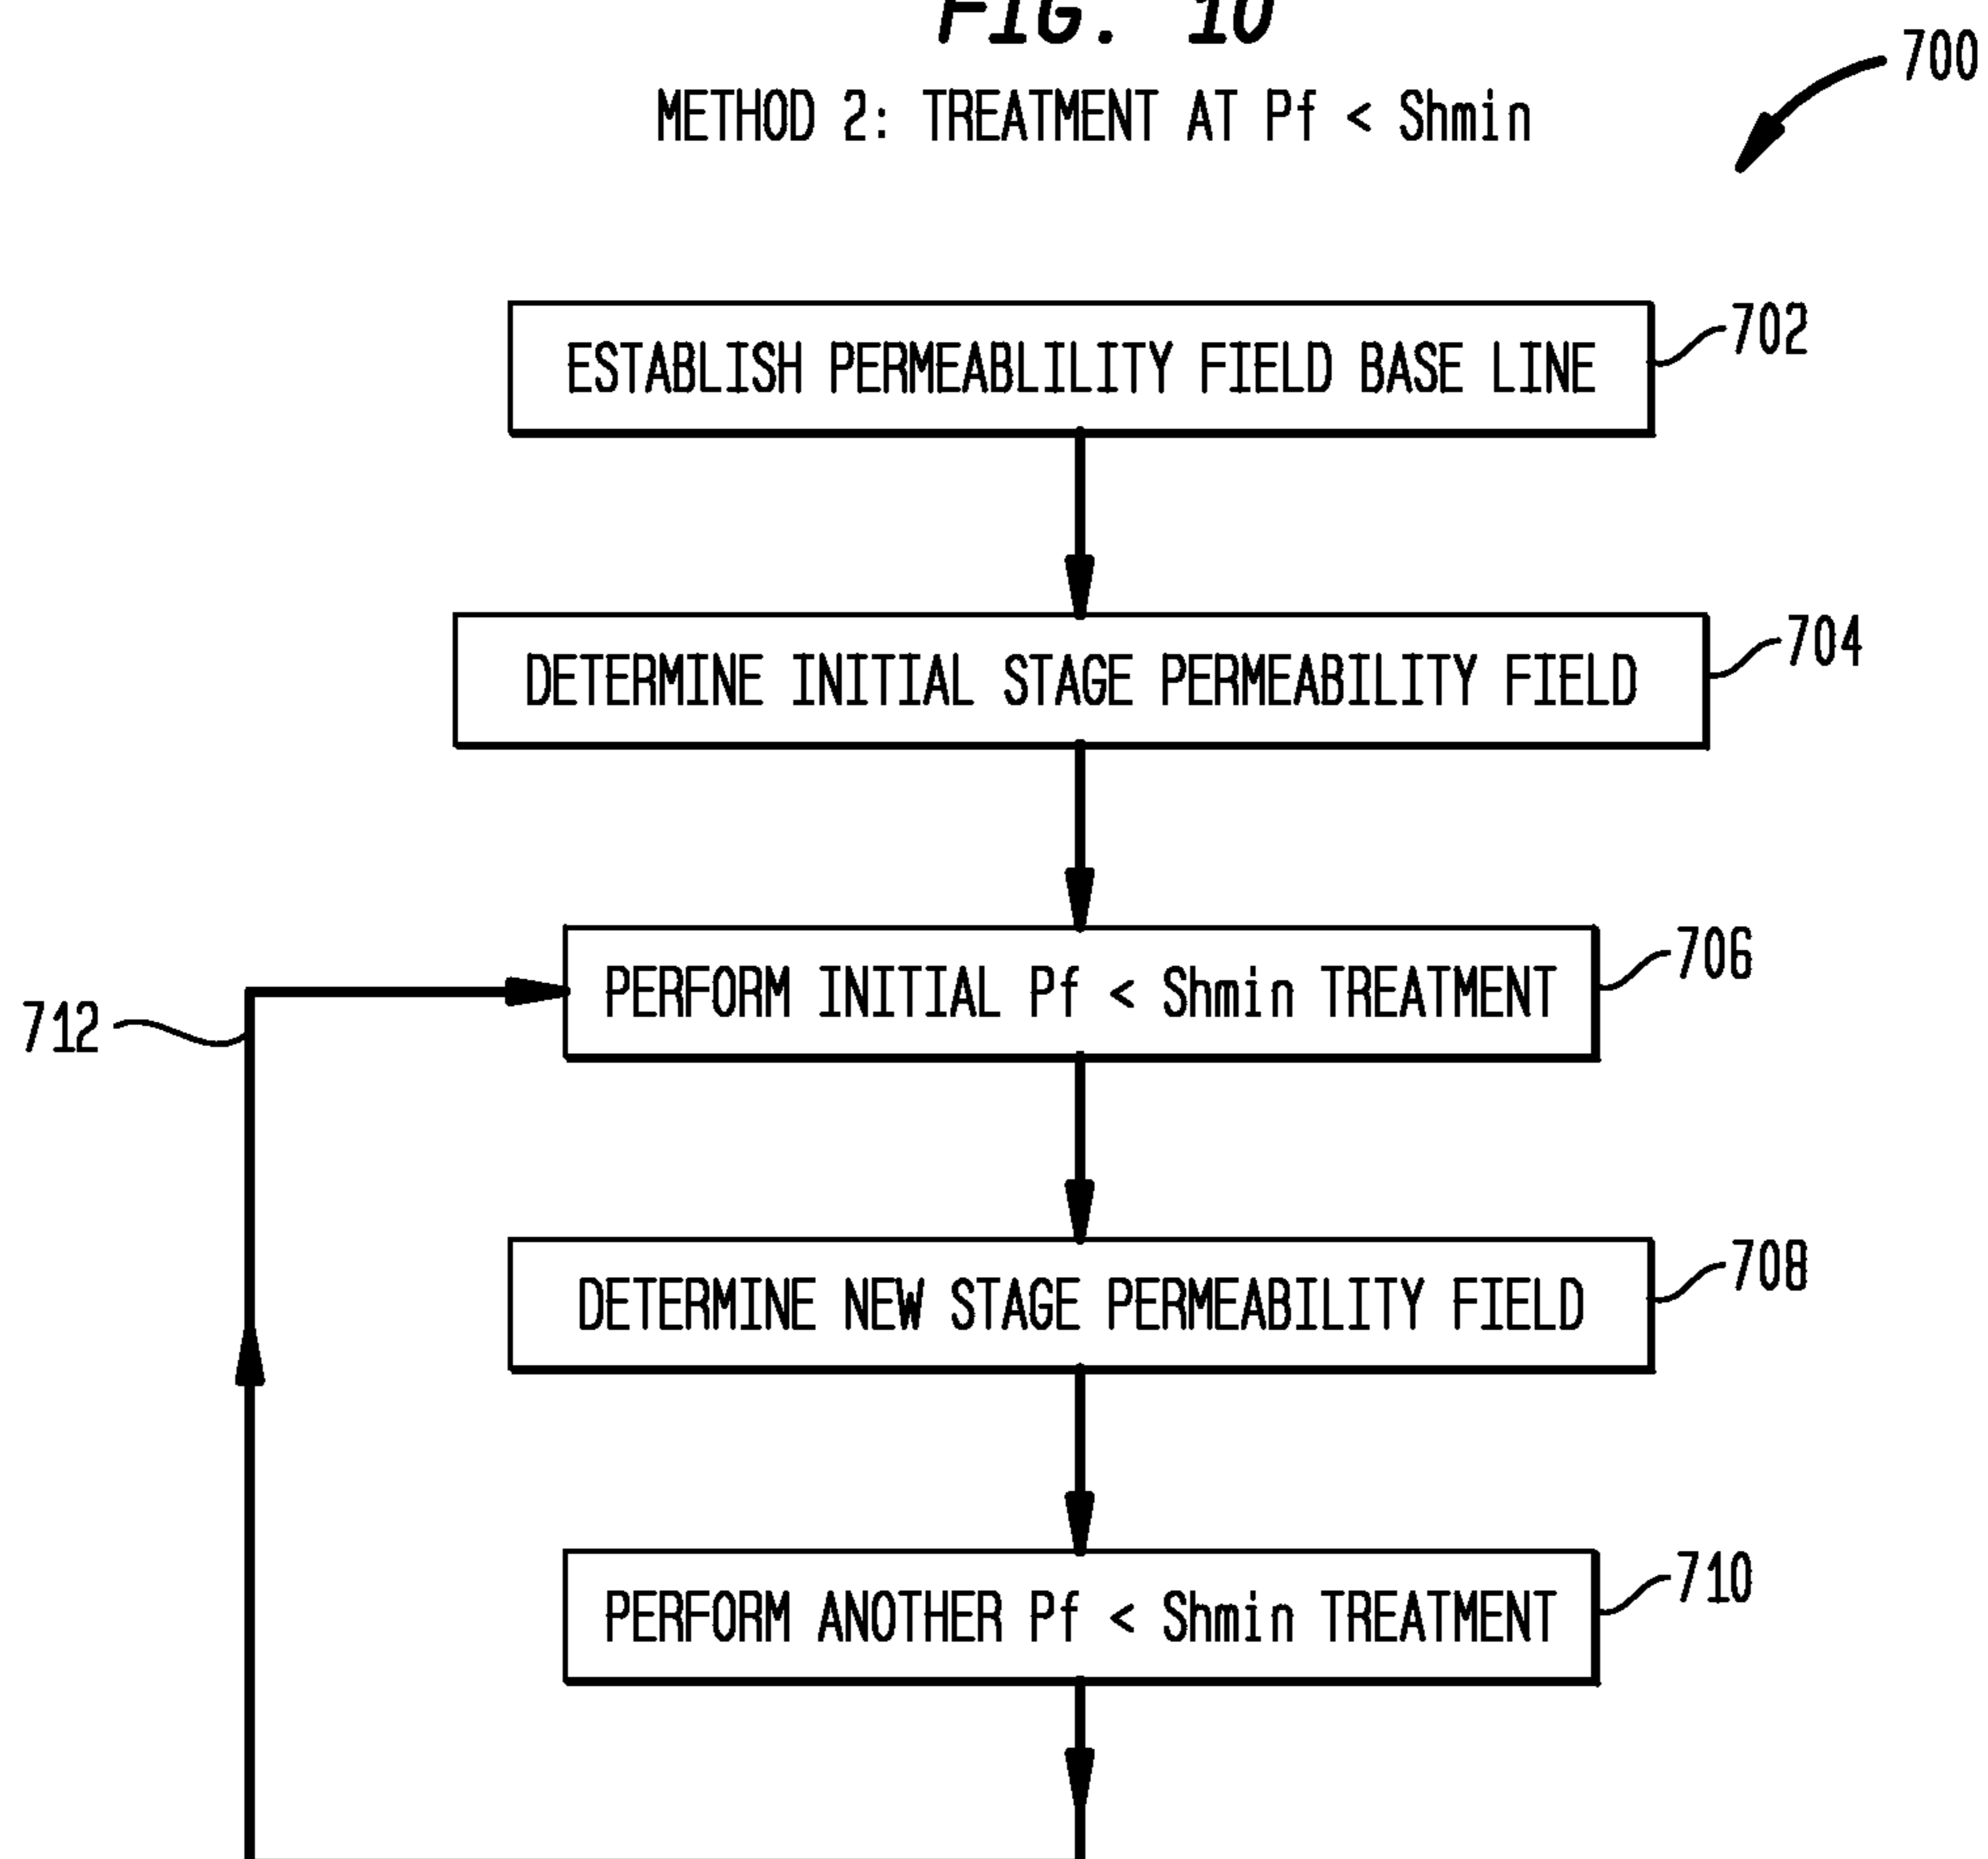 FIG. 10
700
METHOD 2: TREATMENT AT Pf < Shmin
702
ESTABLISH PERMEABLILITY FIELD BASE LINE
704
DETERMINE INITIAL STAGE PERMEABILITY FIELD
706
PERFORM INITIAL Pf < Shmin TREATMENT
712
708
DETERMINE NEW STAGE PERMEABILITY FIELD
710
PERFORM ANOTHER Pf < Shmin TREATMENT